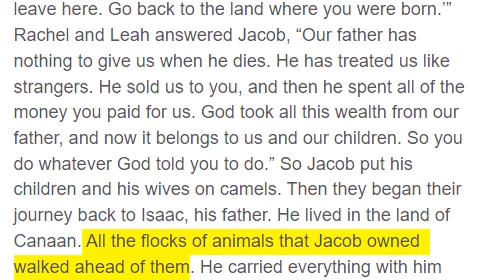 leave here. Go back to the land where you were born.’”
Rachel and Leah answered Jacob, “Our father has
nothing to give us when he dies. He has treated us like
strangers. He sold us to you, and then he spent all of the
money you paid for us. God took all this wealth from our
father, and now it belongs to us and our children. So you
do whatever God told you to do.” So Jacob put his
children and his wives on camels. Then they began their
journey back to Isaac, his father. He lived in the land of
Canaan. All the flocks of animals that Jacob owned
walked ahead of them. He carried everything with him